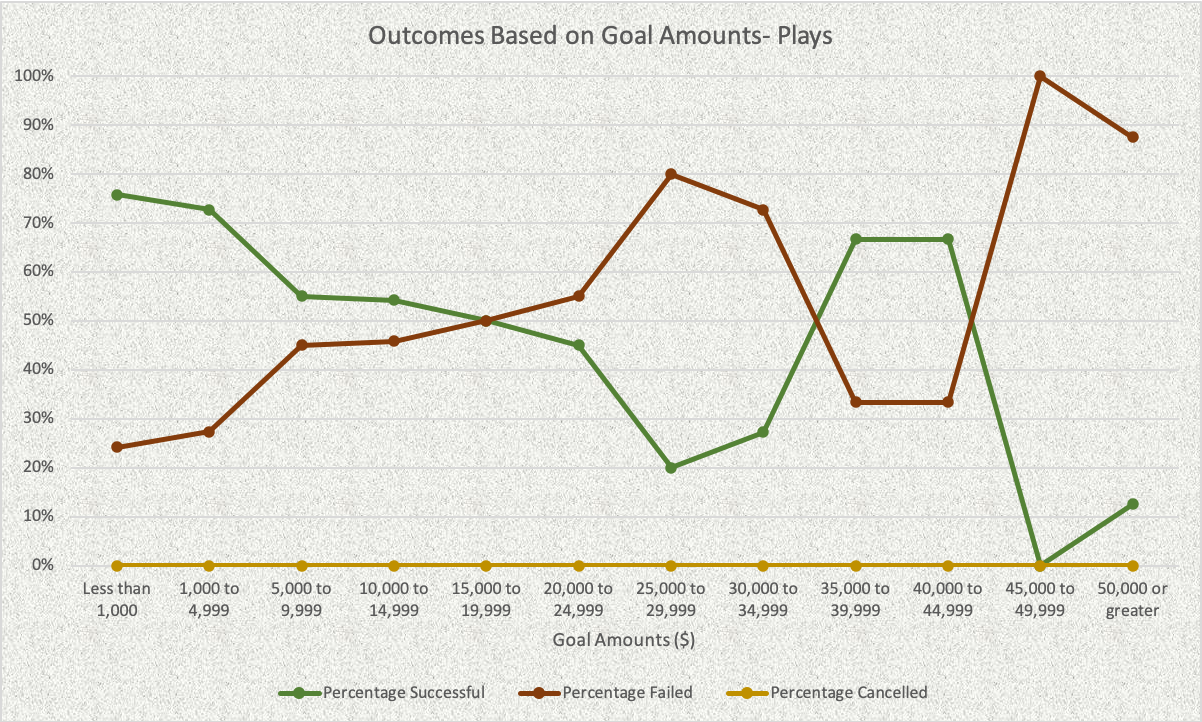 Outcomes Based on Goal Amounts- Plays
100%
90%
80%
70%
60%
50%
40%
30%
20%
10%
0%
Less than 1,000 to 5,000 to 10,000 to 15,000 to 20,000 to 25,000 to 30,000 to 35,000 to 40,000 to 45,000 to 50,000 or
1,000 4,999 9,999 14,999 19,999 24,999 29,999 34,999 39,999 44,999 49,999 greater
Goal Amounts ($)
Percentage Successful Percentage Failed Percentage Cancelled